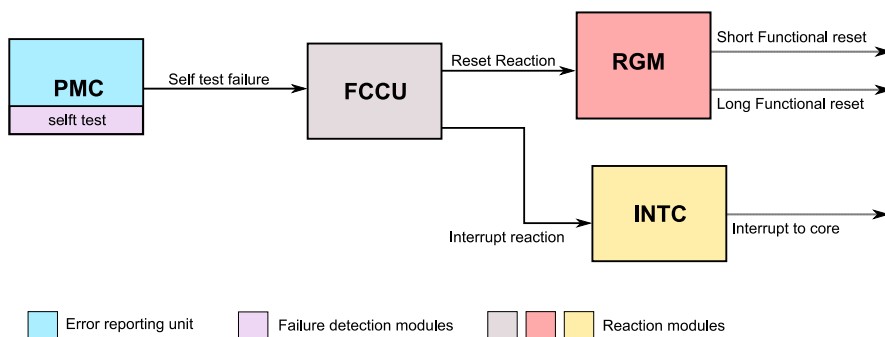 Short Functional reset
Reset Reaction
RGM
PMC
Self test failure
FCCU
Long Functional reset
selft test
INTC
Interrupt reaction
Interrupt to core
Error reporting unit
Failure detection modules
Reaction modules